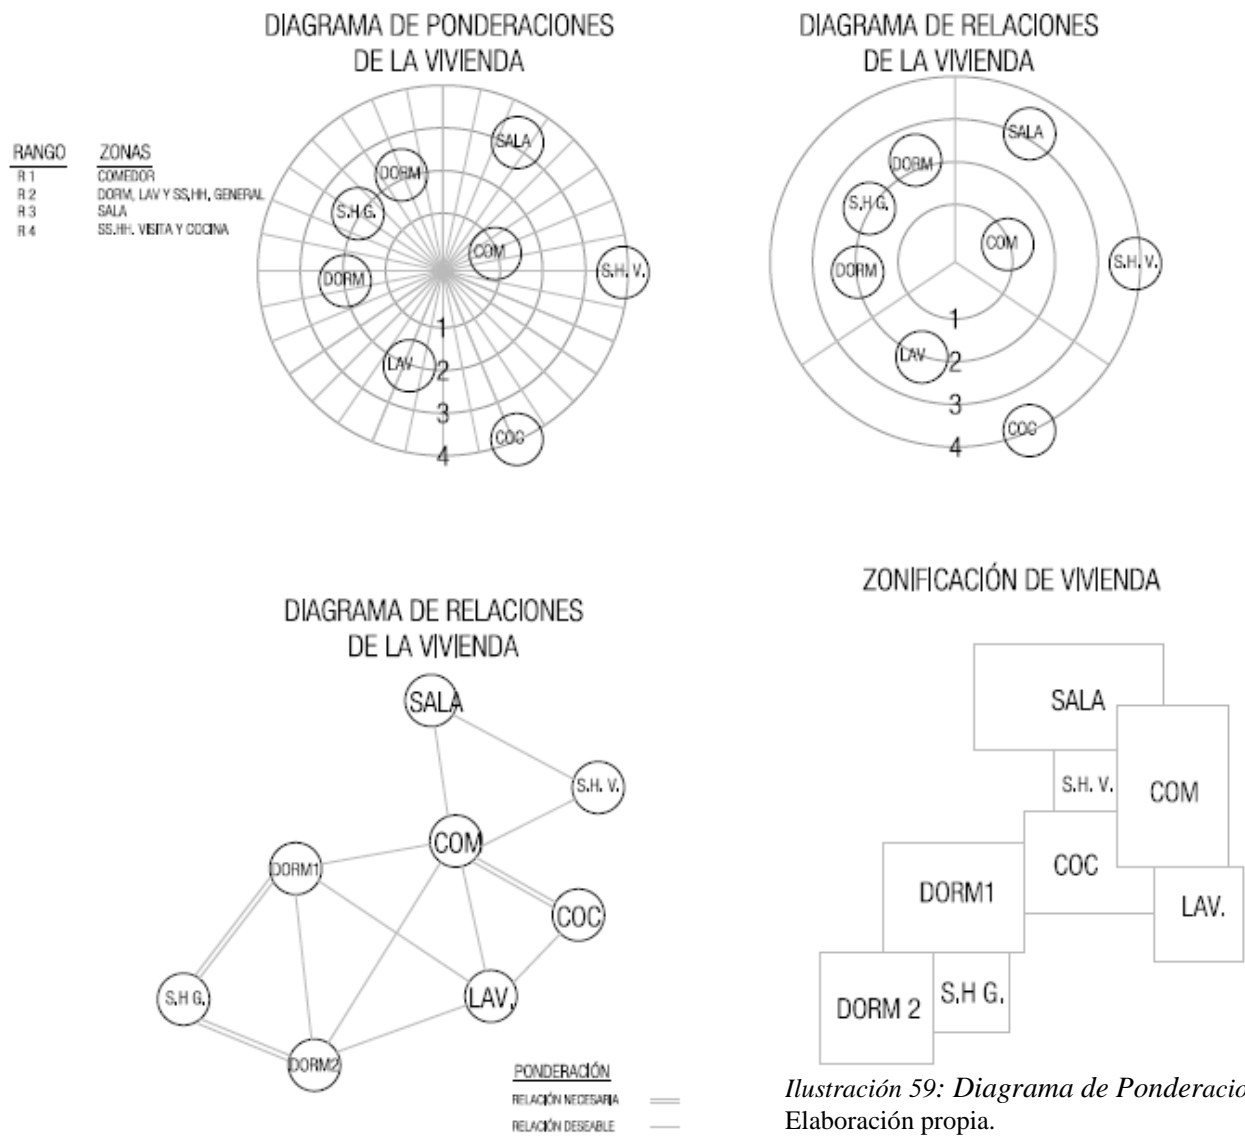 DIAGRAMA DE PONDERACIONES
DE LA VIVIENDA
RANGO ZONAS
R 1 COMEDOR
R 2 DORM, LAV Y SS,HH, GENERAL
R 3 SALA
R 4 SS.HH. VISITA Y COCINA
SALA
DORM
S.H G.
COM
S.H. V.
DORM
1
LAV
2
3
COC
4
DIAGRAMA DE RELACIONES
DE LA VIVIENDA
SALA
DORM
S.H G.
COM
S.H. V.
DORM
1
LAV
2
3
COC
4
DIAGRAMA DE RELACIONES
DE LA VIVIENDA
SALA
S.H. V.
COM
DORM1
COC
S.H G.
LAV.
DORM2
PONDERACIÓN
RELACIÓN NECESARIA
RELACIÓN DESEABLE
ZONIFICACIÓN DE VIVIENDA
SALA
S.H. V.
COM
COC
DORM1
LAV.
S.H G.
DORM 2
Ilustración 59: Diagrama de Ponderacio
Elaboración propia.